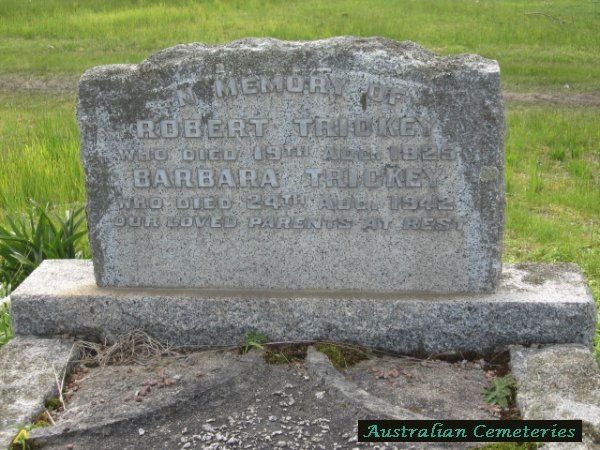 IN MEMORY OF
ROBERT TRICKEY
WHO DIED 19TH AUG. 1925
BARBARA TRICKEY
WHO DIED 24TH AUG. 1942
OUR LOVED PARENTS AT REST
Australian Cemeteries